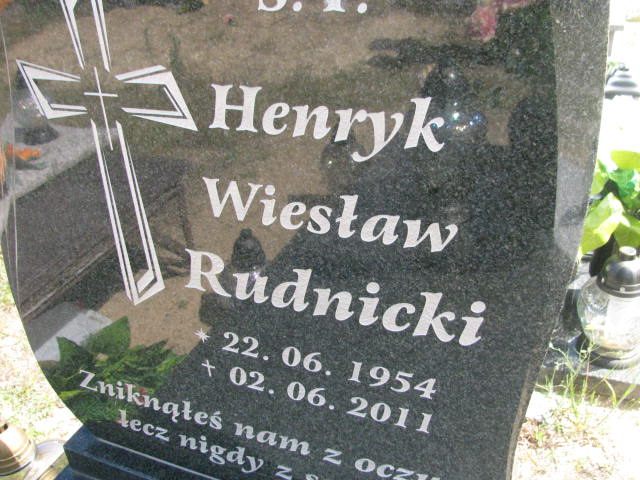 Ś. P.
Henryk
Wiesław
Rudnicki
* 22. 06. 1954
† 02. 06. 2011
Zniknąłeś nam z oczu
lecz nigdy z